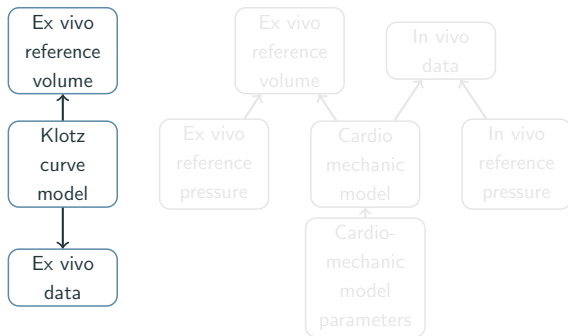 Ex vivo
reference
volume
Klotz
curve
model
Ex vivo
data
Ex vivo
reference
volume
In vivo
data
Ex vivo
reference
pressure
Cardio
mechanic
model
In vivo
reference
pressure
Cardio-
mechanic
model
parameters